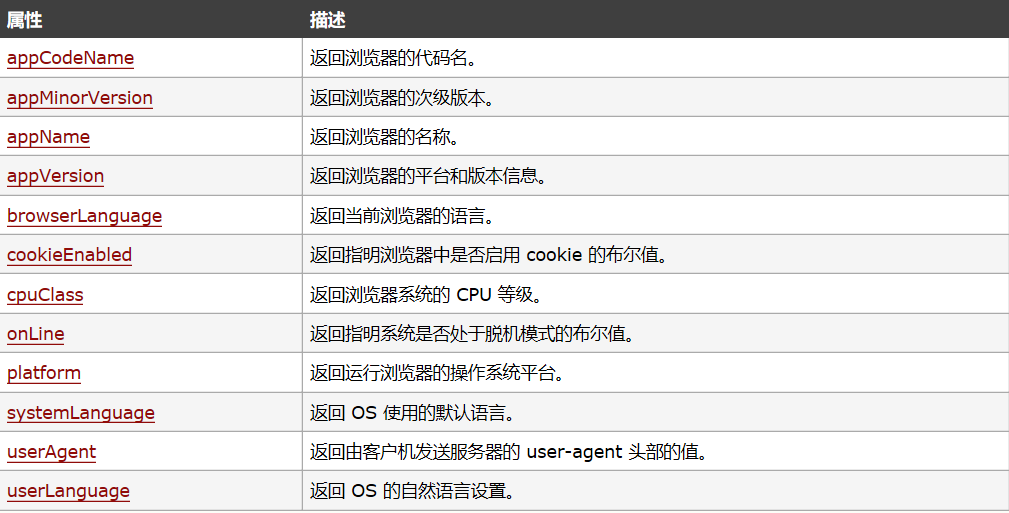 属性 描述
appCodeName 返回浏览器的代码名。
appMinorVersion 返回浏览器的次级版本。
appName 返回浏览器的名称。
appVersion 返回浏览器的平台和版本信息。
browserLanguage 返回当前浏览器的语言。
cookieEnabled 返回指明浏览器中是否启用 cookie 的布尔值。
cpuClass 返回浏览器系统的 CPU 等级。
onLine 返回指明系统是否处于脱机模式的布尔值。
platform 返回运行浏览器的操作系统平台。
systemLanguage 返回 OS 使用的默认语言。
userAgent 返回由客户机发送服务器的 user-agent 头部的值。
userLanguage 返回 OS 的自然语言设置。